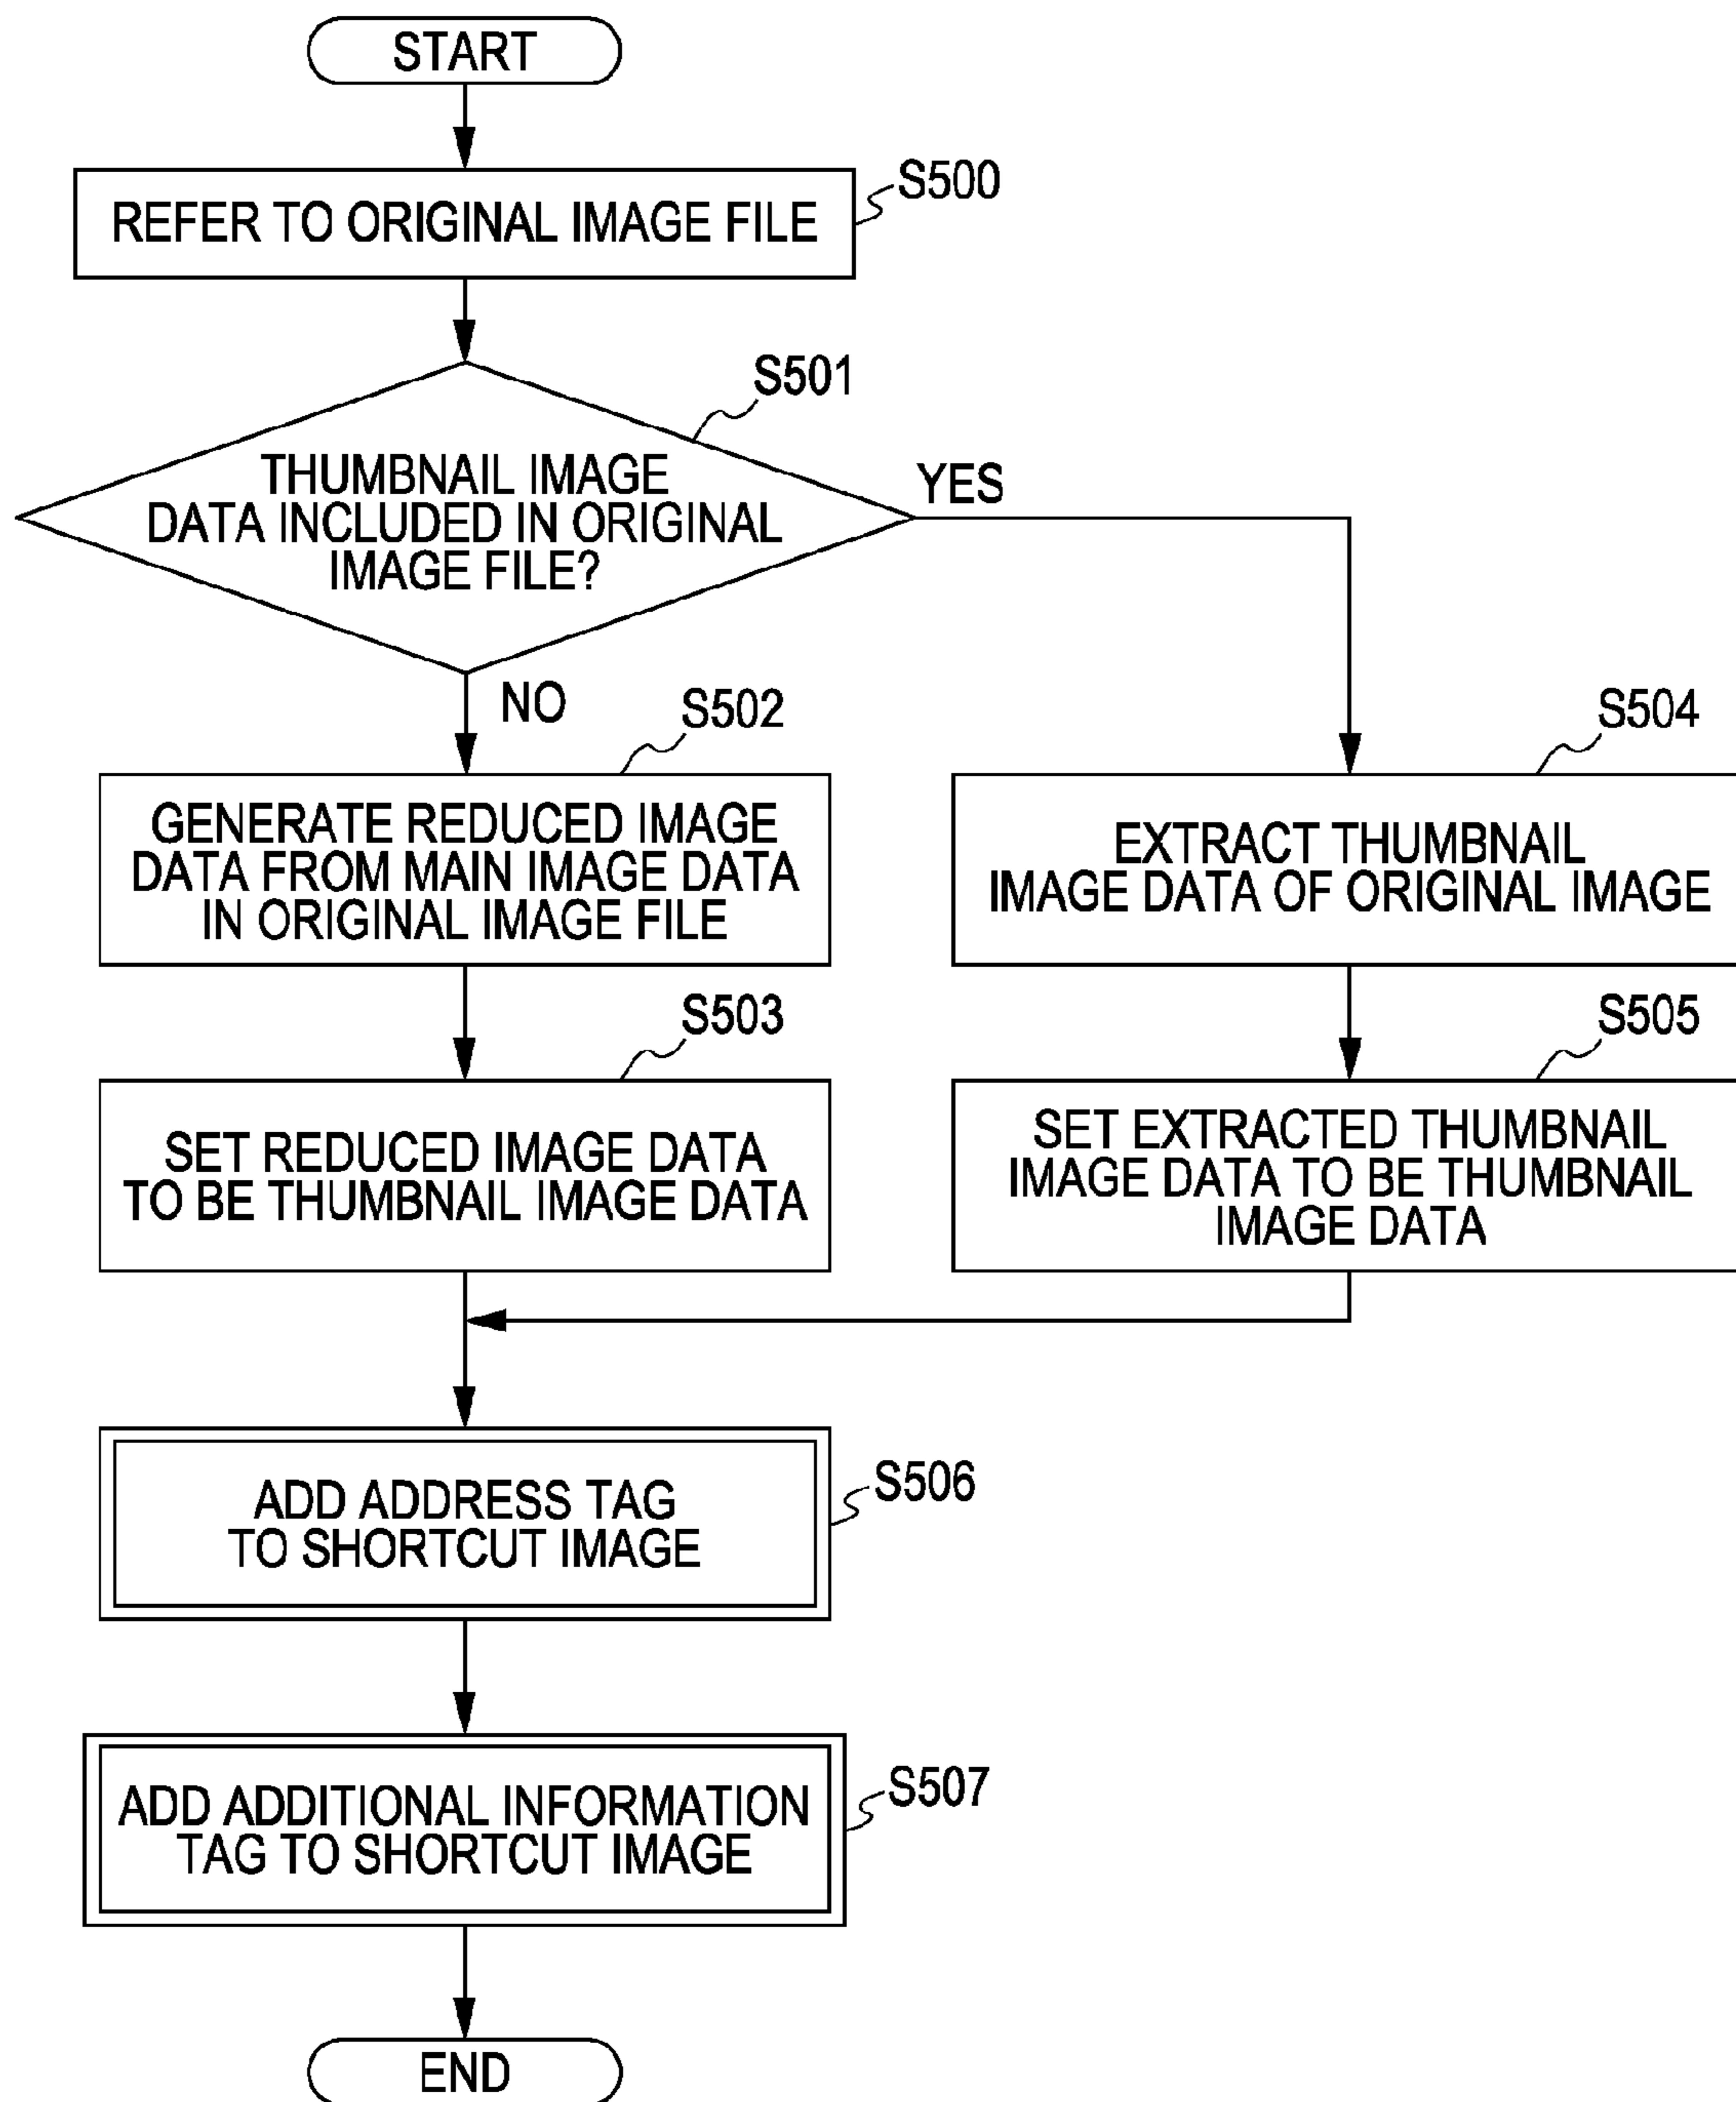 START
REFER TO ORIGINAL IMAGE FILE
S500
S501
THUMBNAIL IMAGE
DATA INCLUDED IN ORIGINAL
IMAGE FILE?
YES
NO
S502
GENERATE REDUCED IMAGE
DATA FROM MAIN IMAGE DATA
IN ORIGINAL IMAGE FILE
S504
EXTRACT THUMBNAIL
IMAGE DATA OF ORIGINAL IMAGE
S503
SET REDUCED IMAGE DATA
TO BE THUMBNAIL IMAGE DATA
S505
SET EXTRACTED THUMBNAIL
IMAGE DATA TO BE THUMBNAIL
IMAGE DATA
ADD ADDRESS TAG
TO SHORTCUT IMAGE
S506
ADD ADDITIONAL INFORMATION
TAG TO SHORTCUT IMAGE
S507
END